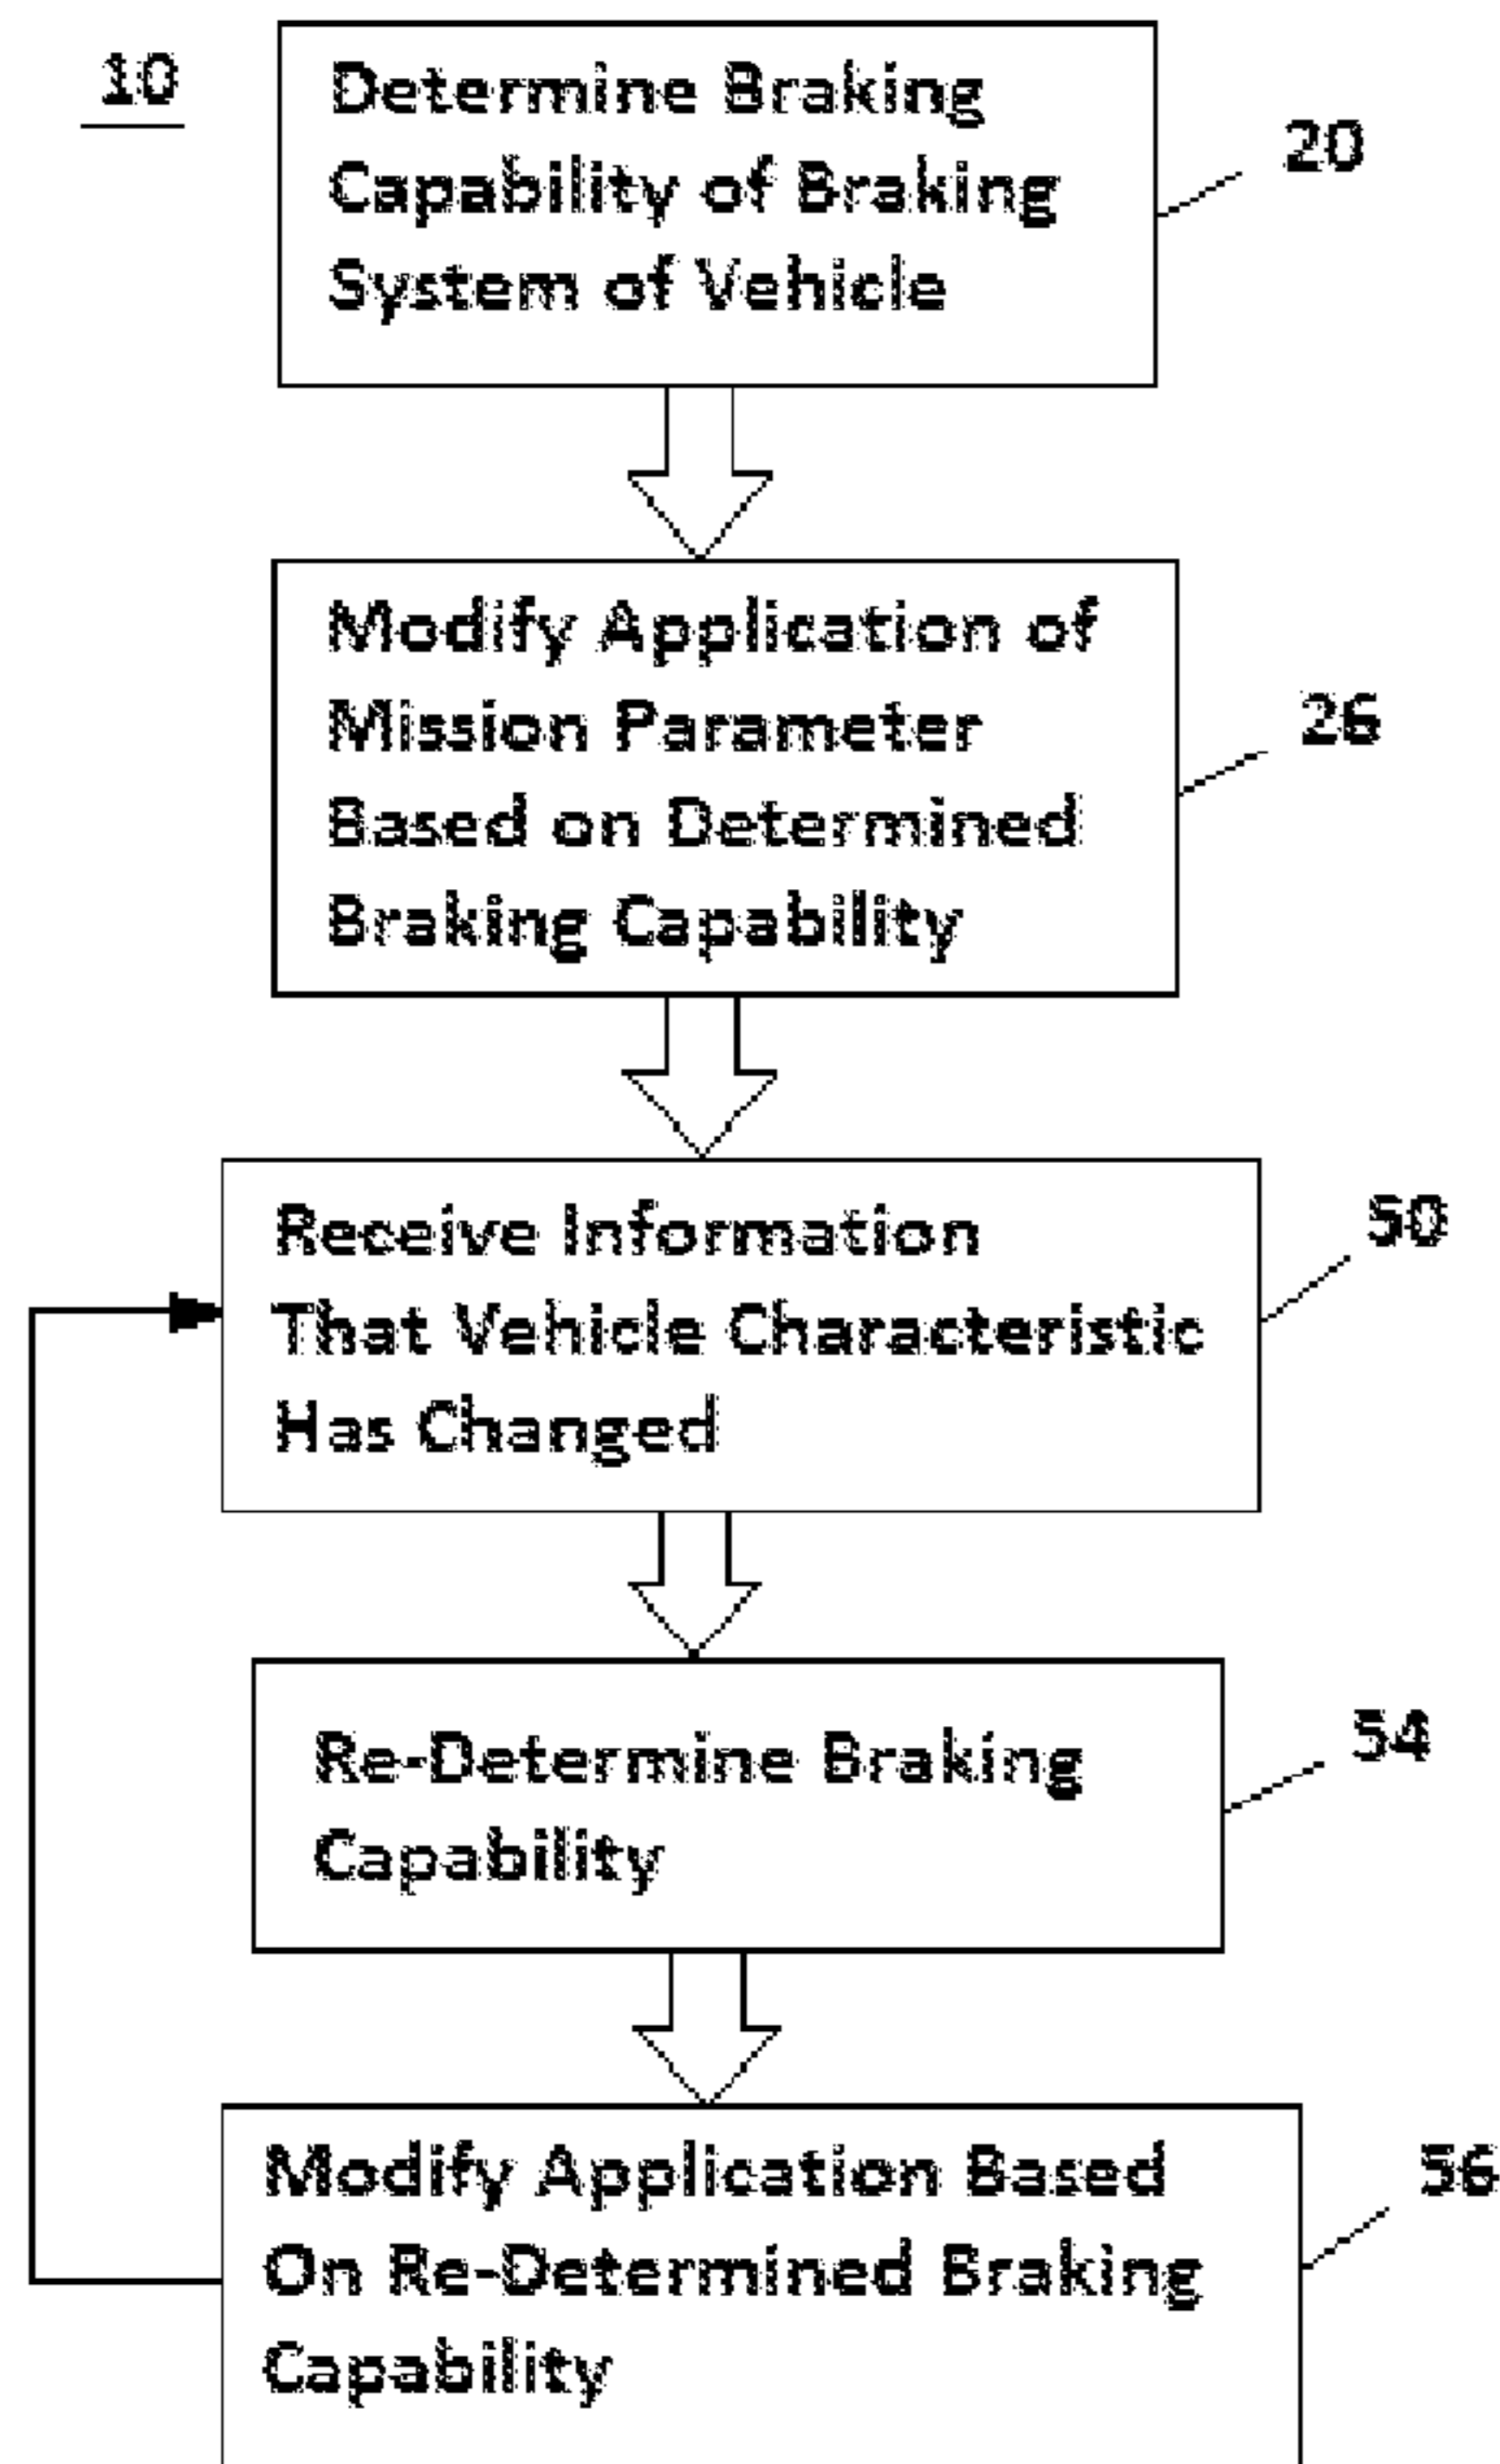 10
Determine Braking
Capability of Braking
System of Vehicle
20
Modify Application of
Mission Parameter
Based on Determined
Braking Capability
26
Receive Information
That Vehicle Characteristic
Has Changed
50
Re-Determine Braking
Capability
54
Modify Application Based
On Re-Determined Braking
Capability
56